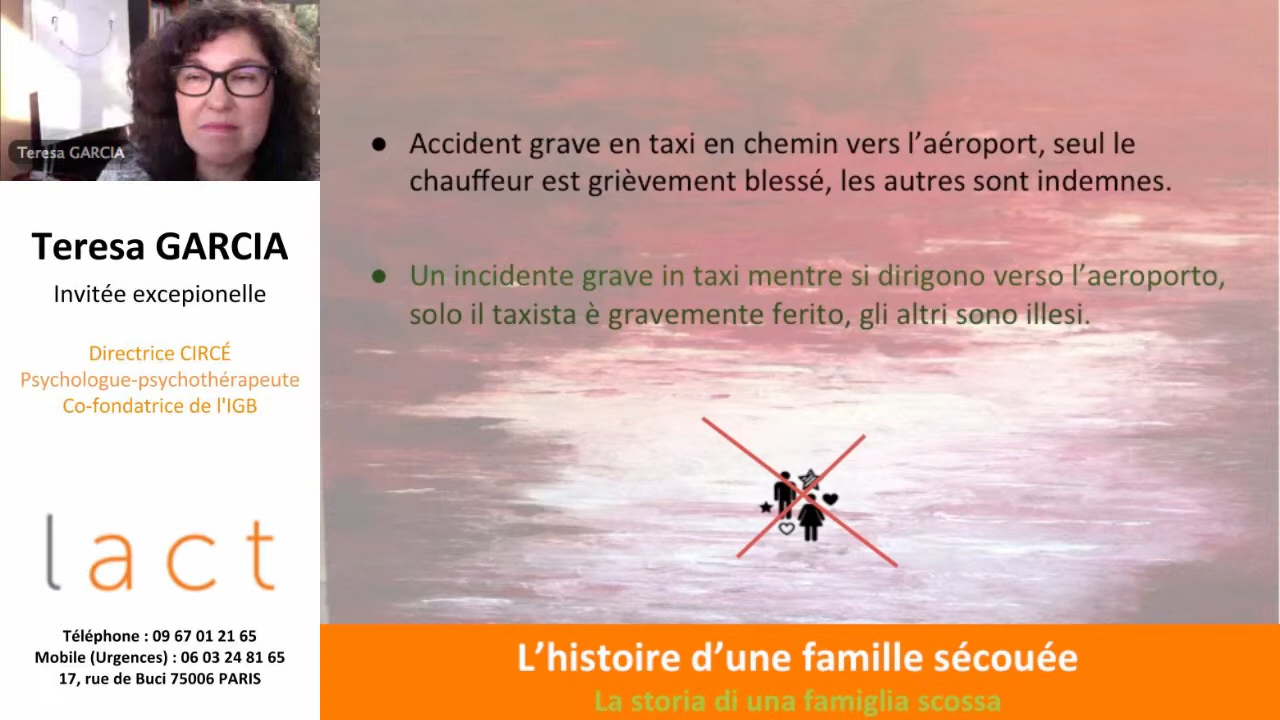 Teresa GARCIA
Teresa GARCIA
Invitée excepionelle
Directrice CIRCÉ
Psychologue-psychothérapeute
Co-fondatrice de l'IGB
lact
Téléphone : 09 67 01 21 65
Mobile (Urgences) : 06 03 24 81 65
17, rue de Buci 75006 PARIS
• Accident grave en taxi en chemin vers l’aéroport, seul le
chauffeur est grièvement blessé, les autres sont indemnes.
• Un incidente grave in taxi mentre si dirigono verso l’aeroporto,
solo il taxista è gravemente ferito, gli altri sono illesi.
L’histoire d’une famille sécouée
La storia di una famiglia scossa